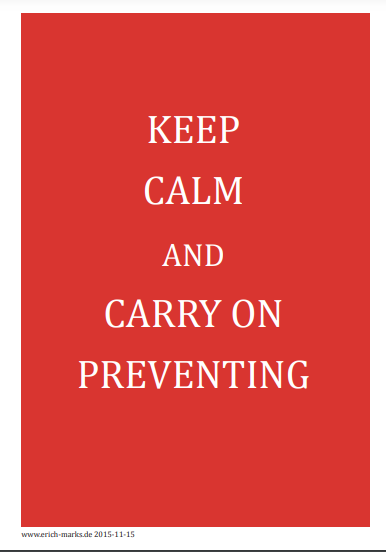 KEEP
CALM
AND
CARRY ON
PREVENTING
www.erich-marks.de 2015-11-15